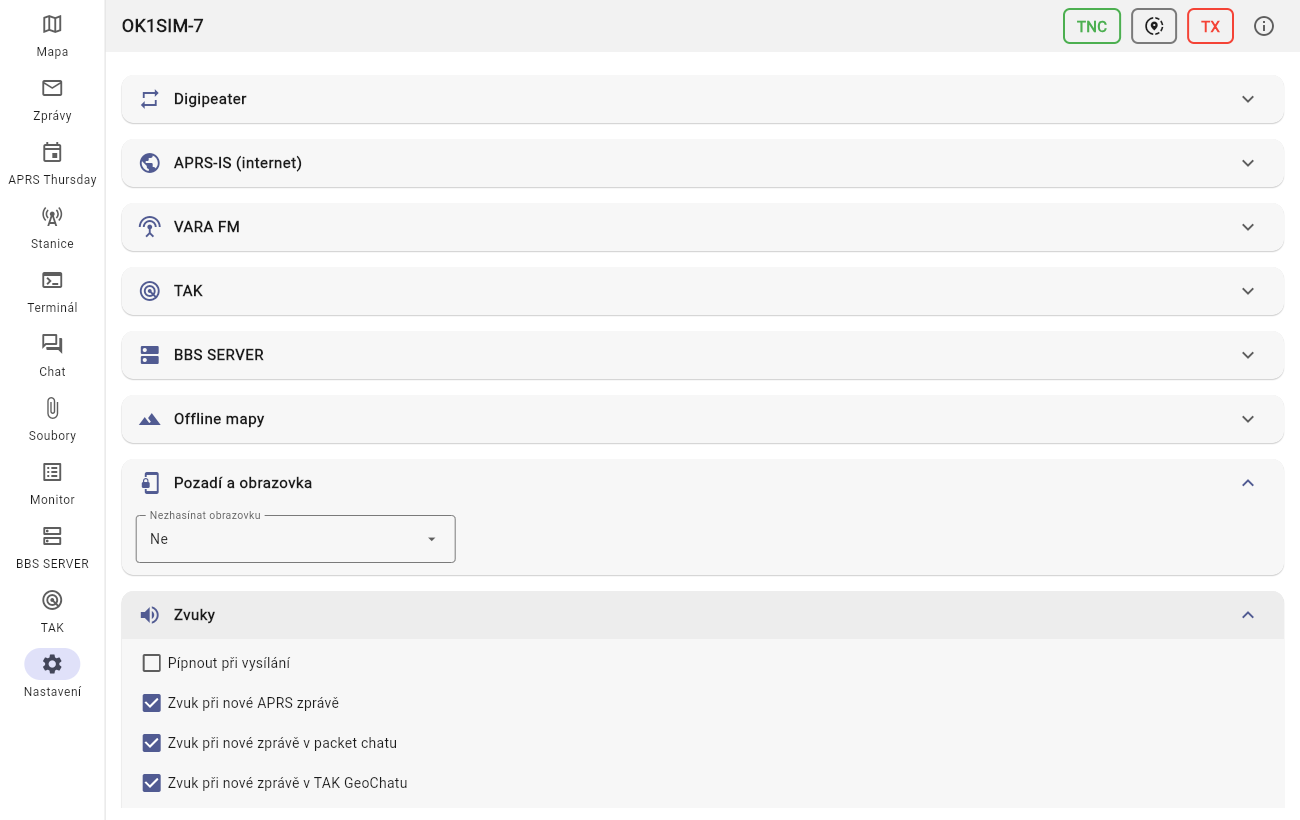 OK1SIM-7
TNC
TX
Mapa
Zprávy
APRS Thursday
Stanice
Terminál
Chat
Soubory
Monitor
BBS SERVER
TAK
Nastavení
Digipeater
APRS-IS (internet)
VARA FM
TAK
BBS SERVER
Offline mapy
Pozadí a obrazovka
Nezhasínat obrazovku
Ne
Zvuky
Pípnout při vysílání
Zvuk při nové APRS zprávě
Zvuk při nové zprávě v packet chatu
Zvuk při nové zprávě v TAK GeoChatu